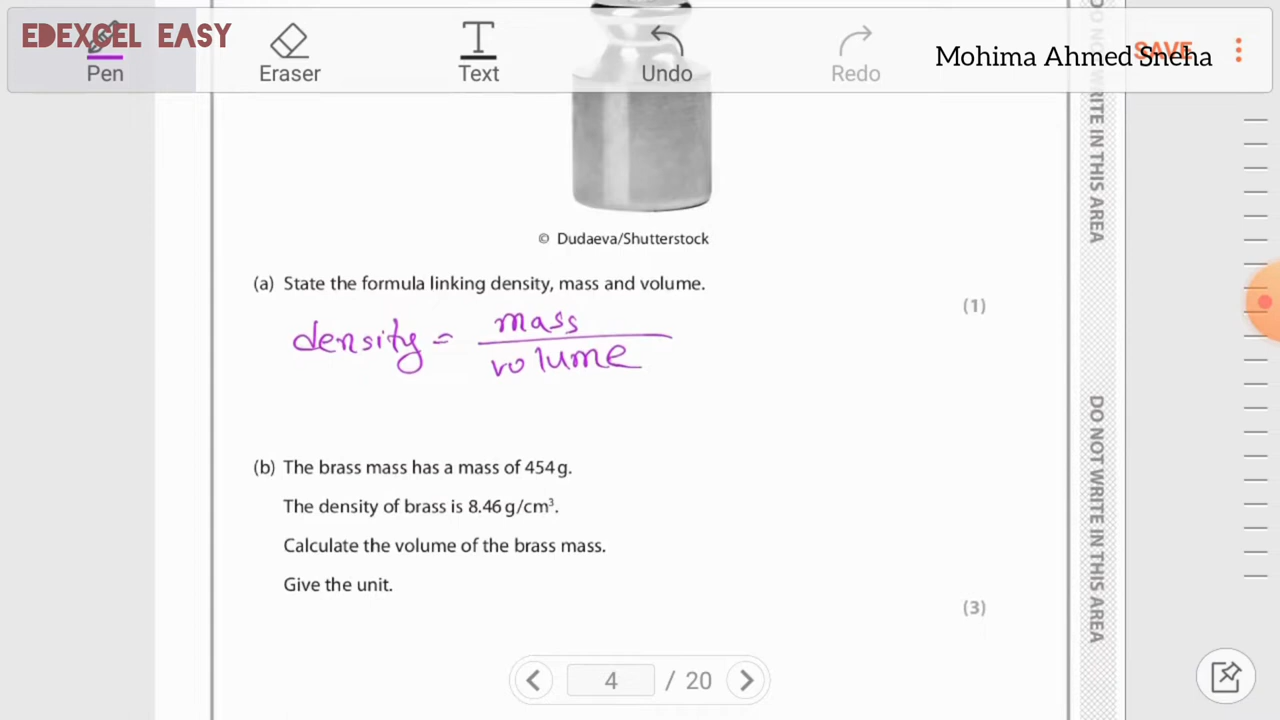 EDEXCEL EASY
Pen
Eraser
Text
Undo
Redo
SAVE
Mohima Ahmed Sneha
© Dudaeva/Shutterstock
(a) State the formula linking density, mass and volume.
(1)
density = mass
volume
(b) The brass mass has a mass of 454 g.
The density of brass is 8.46 g/cm³.
Calculate the volume of the brass mass.
Give the unit.
(3)
4 / 20
DO NOT WRITE IN THIS AREA
DO NOT WRITE IN THIS AREA